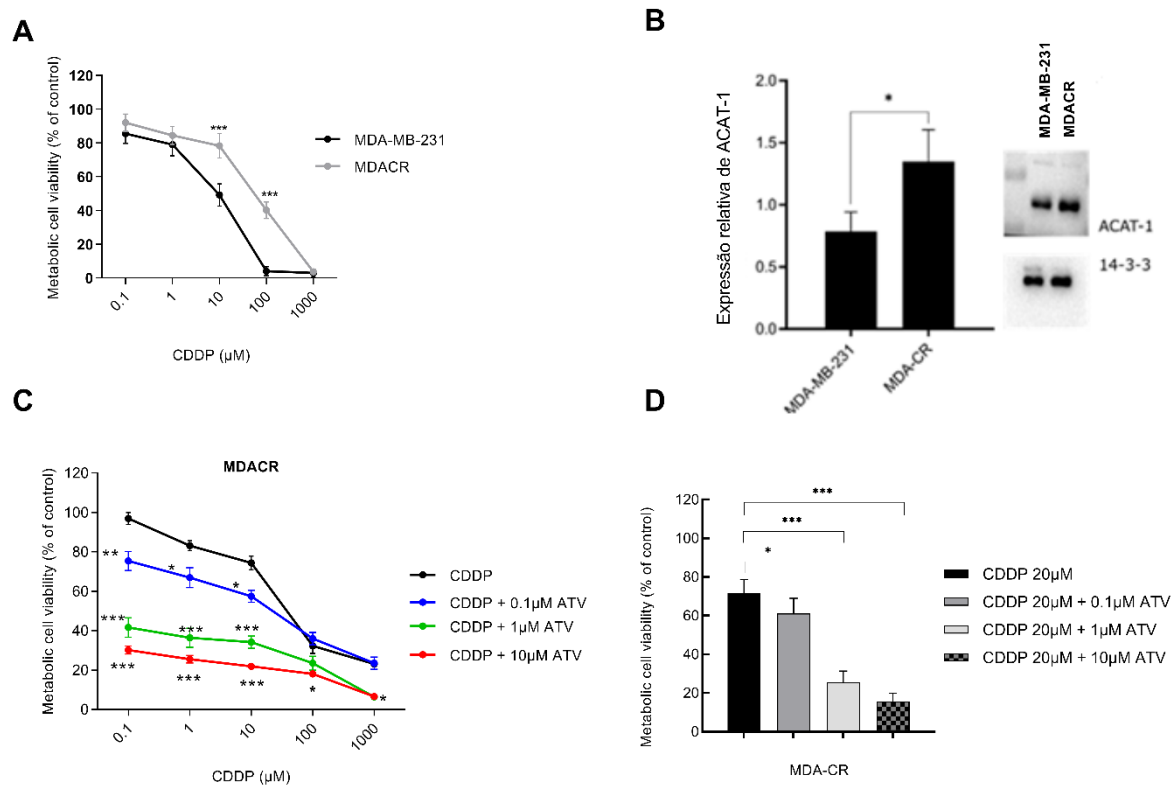 A
Metabolic cell viability (% of control)
120
100
80
60
40
20
0
***
***
MDA-MB-231
MDACR
0.1
1
10
100
1000
CDDP (µM)
B
Expressão relativa de ACAT-1
2.0
1.5
1.0
0.5
0.0
*
MDA-MB-231
MDA-CR
MDA-MB-231
MDACR
ACAT-1
14-3-3
C
MDACR
Metabolic cell viability (% of control)
120
100
80
60
40
20
0
**
*
*
***
***
***
***
***
***
*
*
CDDP
CDDP + 0.1µM ATV
CDDP + 1µM ATV
CDDP + 10µM ATV
0.1
1
10
100
1000
CDDP (µM)
D
Metabolic cell viability (% of control)
120
100
80
60
40
20
0
***
***
*
CDDP 20µM
CDDP 20µM + 0.1µM ATV
CDDP 20µM + 1µM ATV
CDDP 20µM + 10µM ATV
MDA-CR